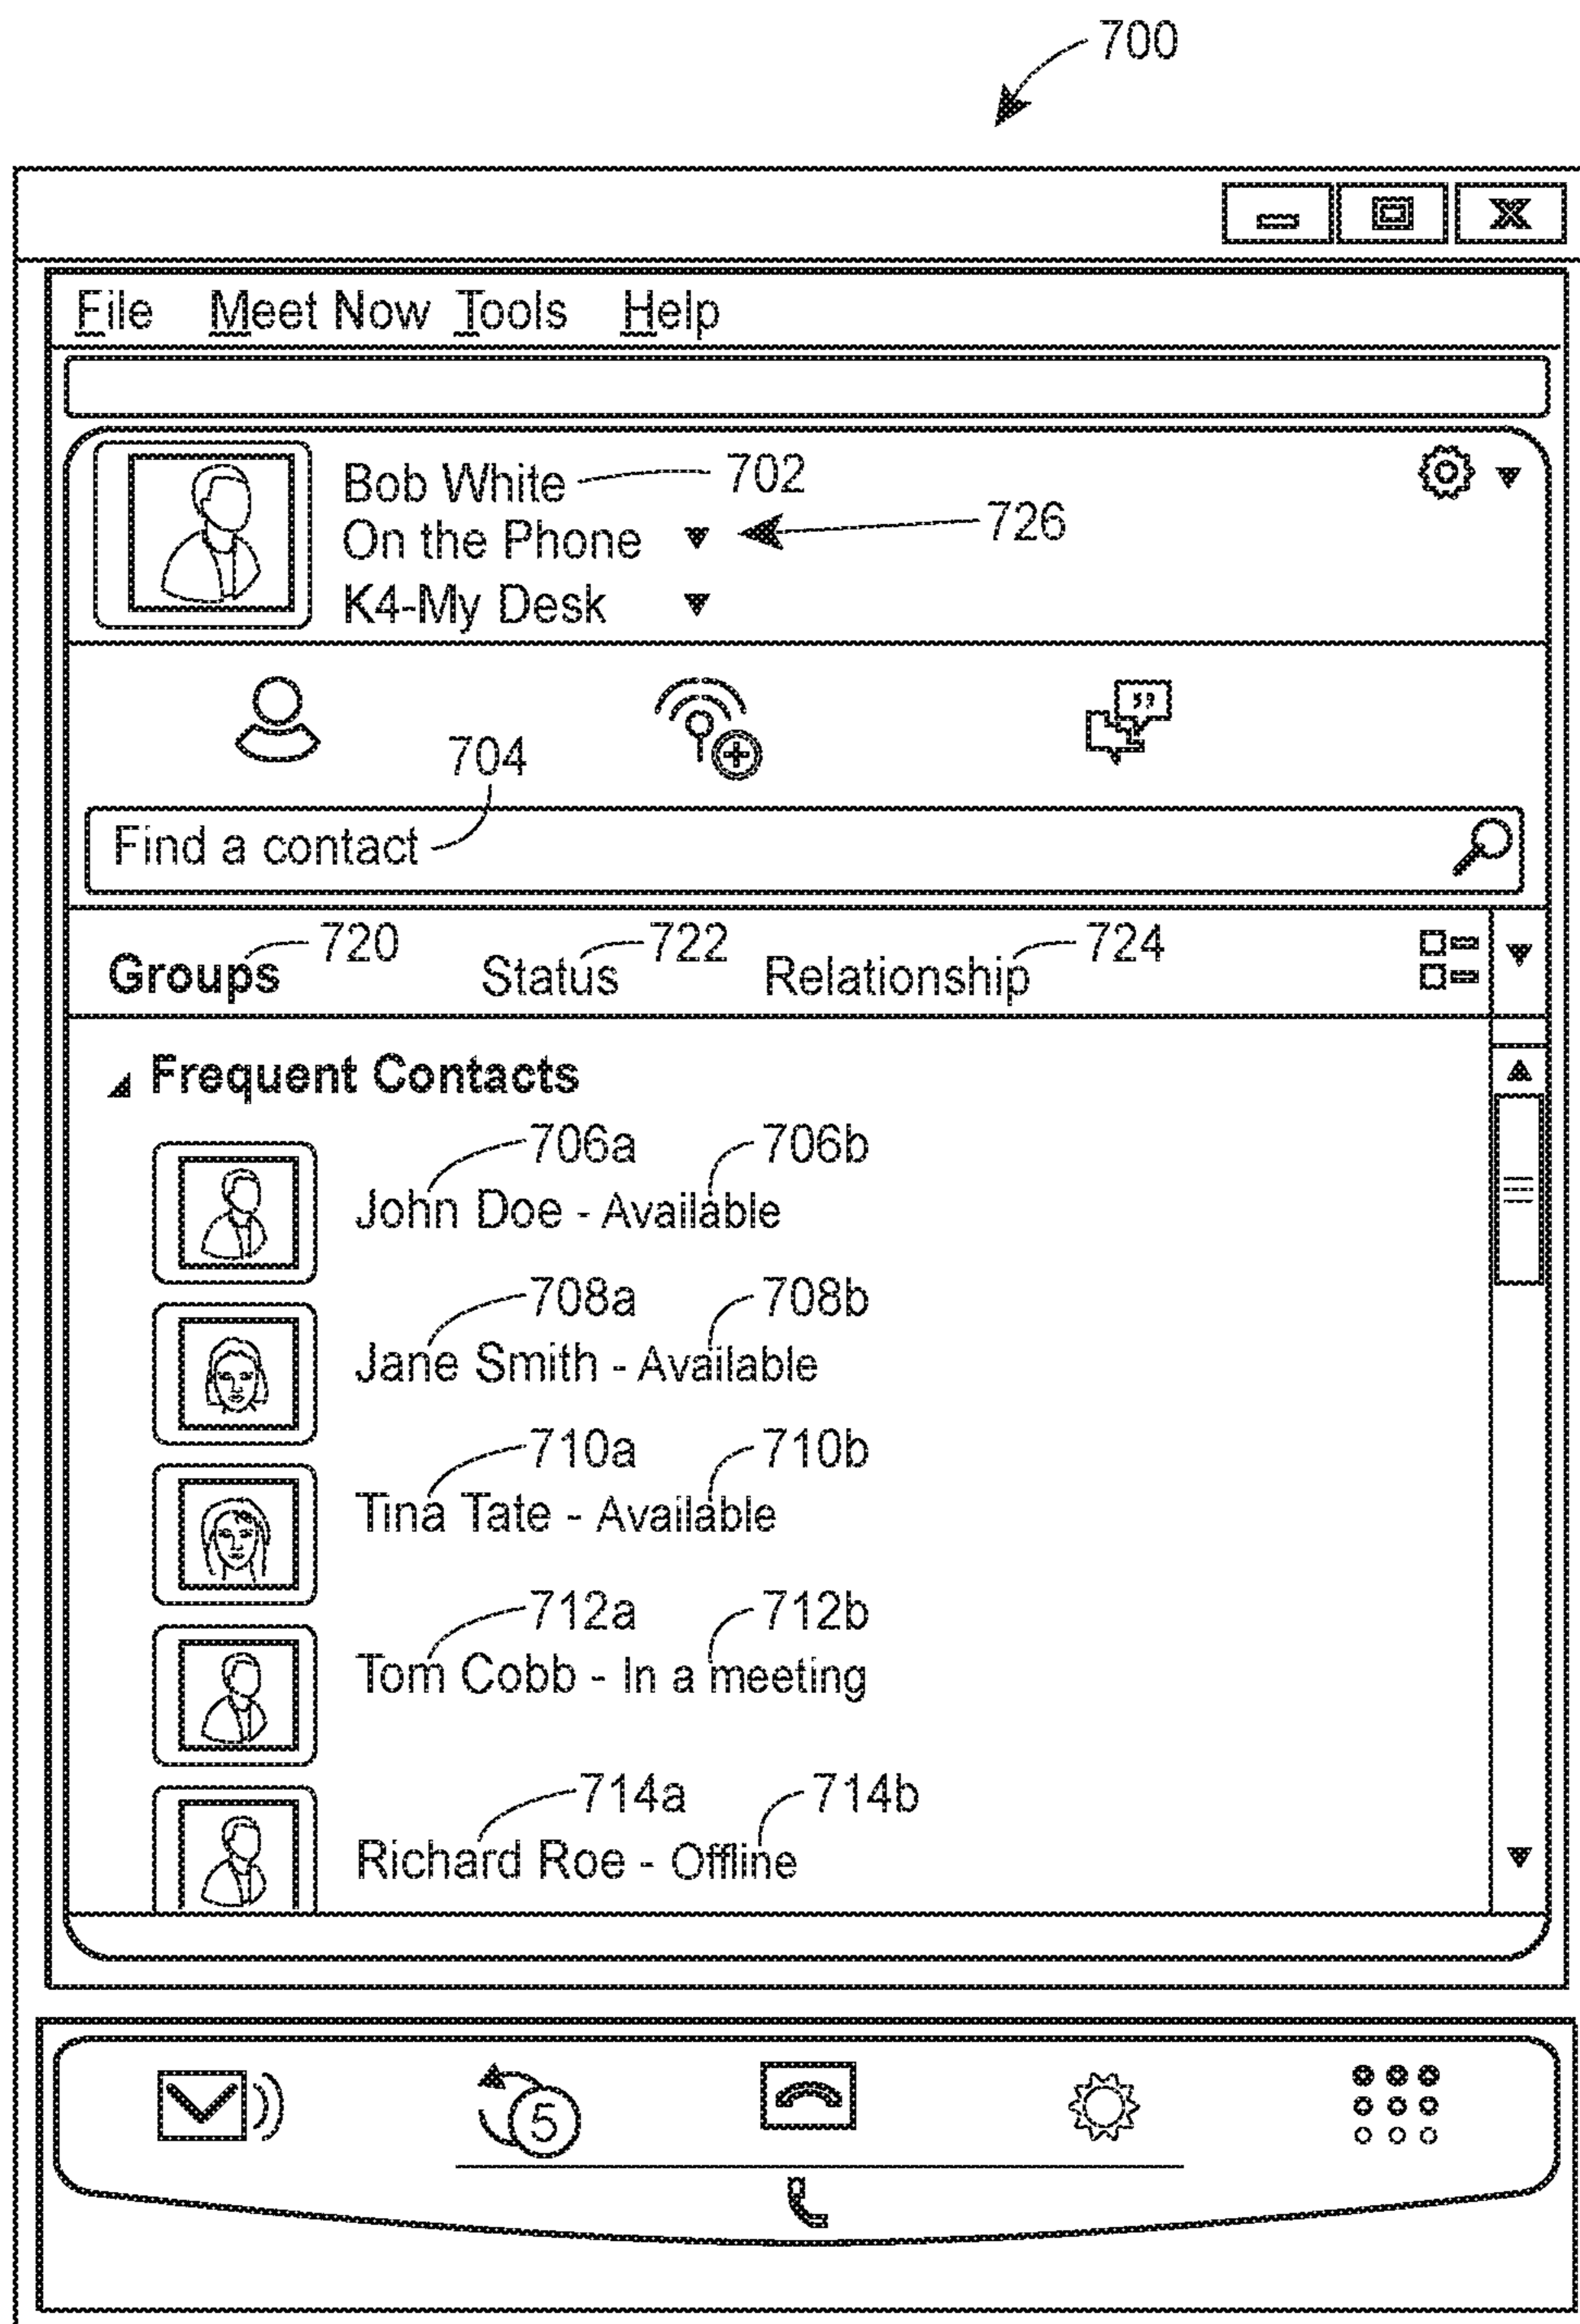 700
File Meet Now Tools Help
Bob White 702
On the Phone 726
K4-My Desk
704
Find a contact
720 722 724
Groups Status Relationship
Frequent Contacts
706a 706b
John Doe - Available
708a 708b
Jane Smith - Available
710a 710b
Tina Tate - Available
712a 712b
Tom Cobb - In a meeting
714a 714b
Richard Roe - Offline
5